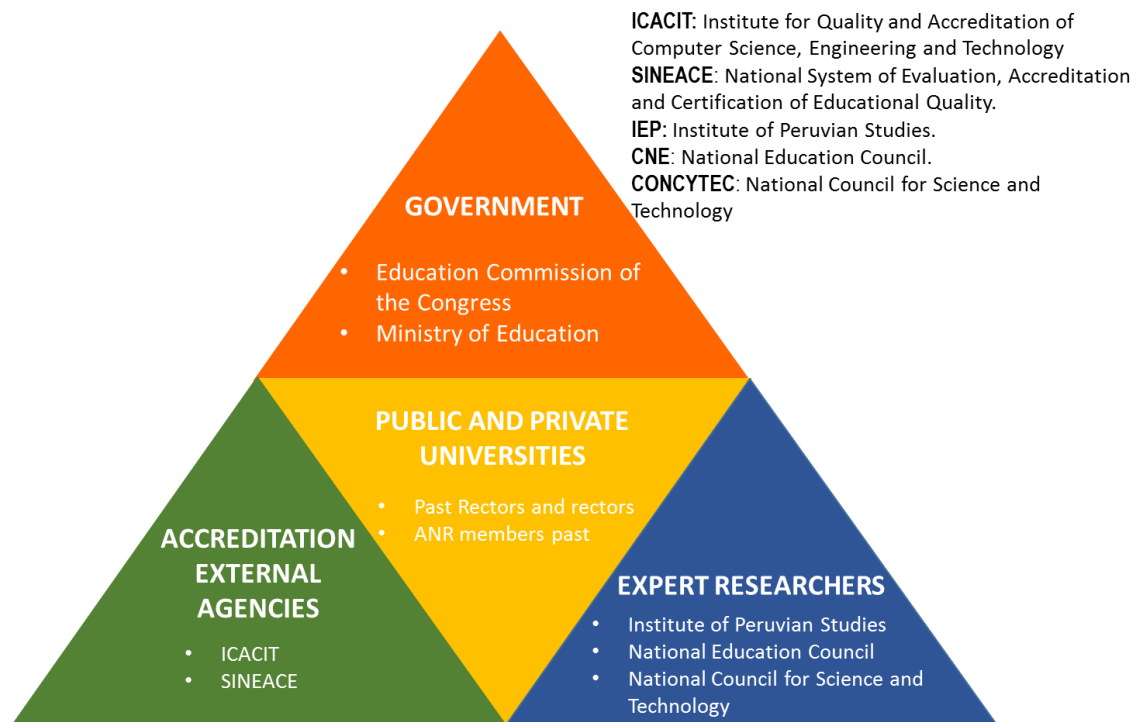 ICACIT: Institute for Quality and Accreditation of
Computer Science, Engineering and Technology
SINEACE: National System of Evaluation, Accreditation
and Certification of Educational Quality.
IEP: Institute of Peruvian Studies.
CNE: National Education Council.
CONCYTEC: National Council for Science and
Technology
GOVERNMENT
• Education Commission of
the Congress
• Ministry of Education
PUBLIC AND PRIVATE
UNIVERSITIES
• Past Rectors and rectors
• ANR members past
ACCREDITATION
EXTERNAL
AGENCIES
• ICACIT
• SINEACE
EXPERT RESEARCHERS
• Institute of Peruvian Studies
• National Education Council
• National Council for Science and
Technology